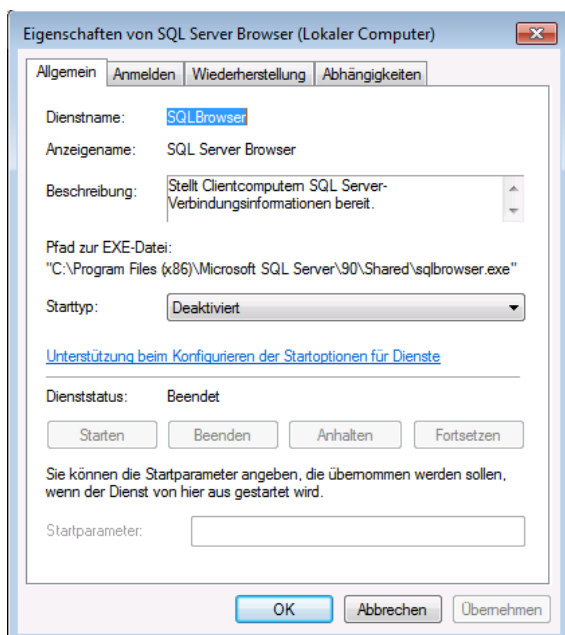 Eigenschaften von SQL Server Browser (Lokaler Computer)
Allgemein Anmelden Wiederherstellung Abhängigkeiten
Dienstname: SQLBrowser
Anzeigename: SQL Server Browser
Beschreibung: Stellt Clientcomputern SQL Server-
Verbindungsinformationen bereit.
Pfad zur EXE-Datei:
"C:\Program Files (x86)\Microsoft SQL Server\90\Shared\sqlbrowser.exe"
Starttyp: Deaktiviert
Unterstützung beim Konfigurieren der Startoptionen für Dienste
Dienststatus: Beendet
Starten Beenden Anhalten Fortsetzen
Sie können die Startparameter angeben, die übernommen werden sollen,
wenn der Dienst von hier aus gestartet wird.
Startparameter:
OK Abbrechen Übernehmen